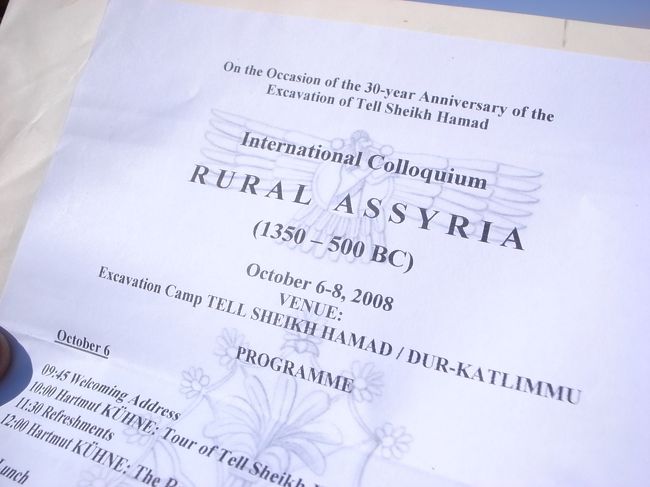 On the Occasion of the 30-year Anniversary of the
Excavation of Tell Sheikh Hamad
International Colloquium
RURAL ASSYRIA
(1350 – 500 BC)
October 6-8, 2008
VENUE:
Excavation Camp TELL SHEIKH HAMAD / DUR-KATLIMMU
PROGRAMME
October 6
09:45 Welcoming Address
10:00 Hartmut KÜHNE: Tour of Tell Sheikh
11:30 Refreshments
12:00 Hartmut KÜHNE: The
Lunch